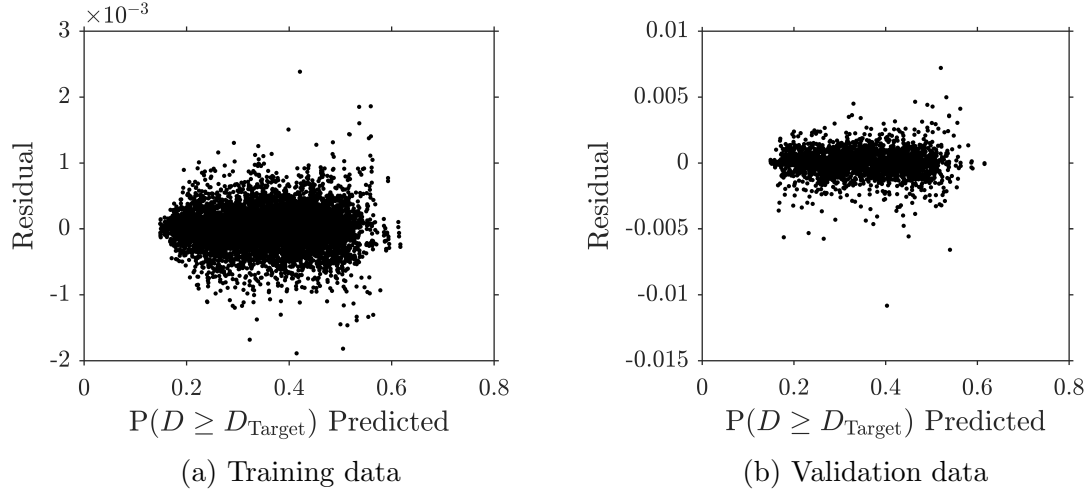 ×10⁻³
3
2
1
0
-1
-2
0 0.2 0.4 0.6 0.8
Residual
P(D ≥ D_Target) Predicted
(a) Training data
0.01
0.005
0
-0.005
-0.01
-0.015
0 0.2 0.4 0.6 0.8
Residual
P(D ≥ D_Target) Predicted
(b) Validation data